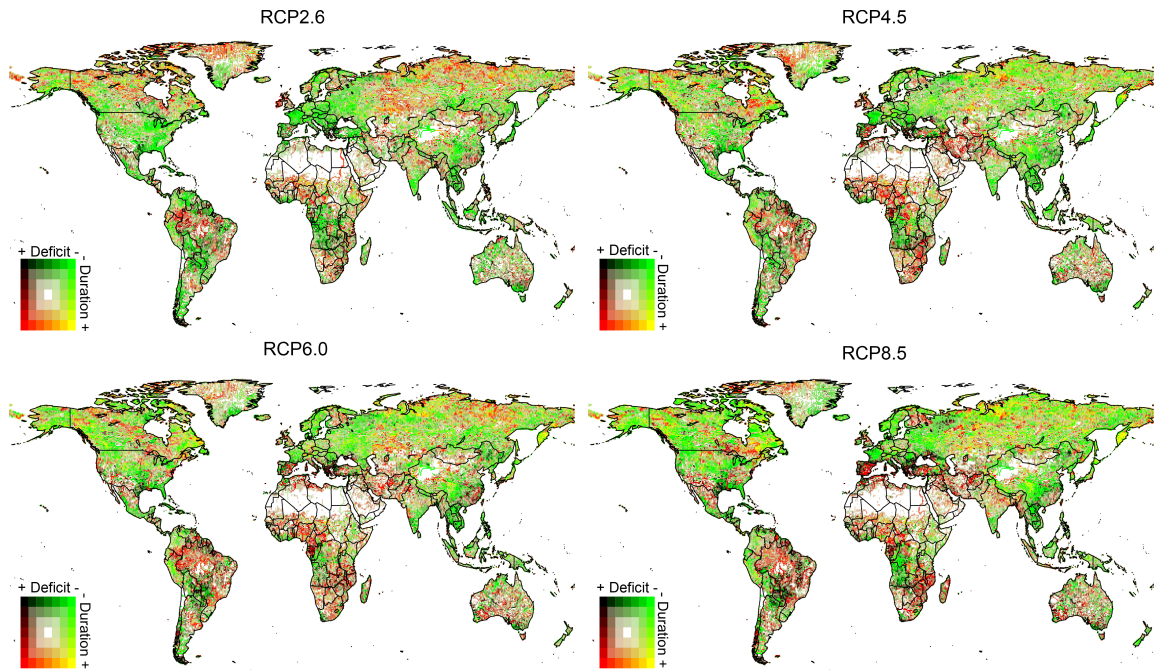 RCP2.6
RCP4.5
+ Deficit -
- Duration +
+ Deficit -
- Duration +
RCP6.0
RCP8.5
+ Deficit -
- Duration +
+ Deficit -
- Duration +